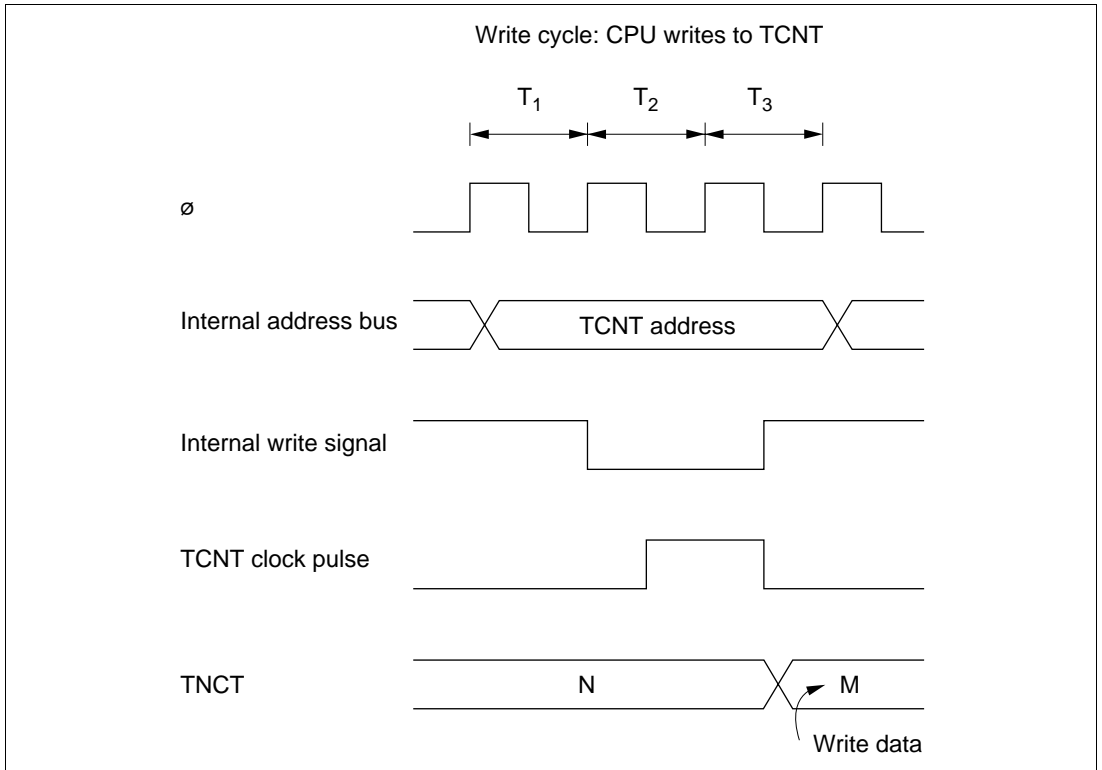 Write cycle: CPU writes to TCNT
T1 T2 T3
ø
Internal address bus TCNT address
Internal write signal
TCNT clock pulse
TNCT N M
Write data